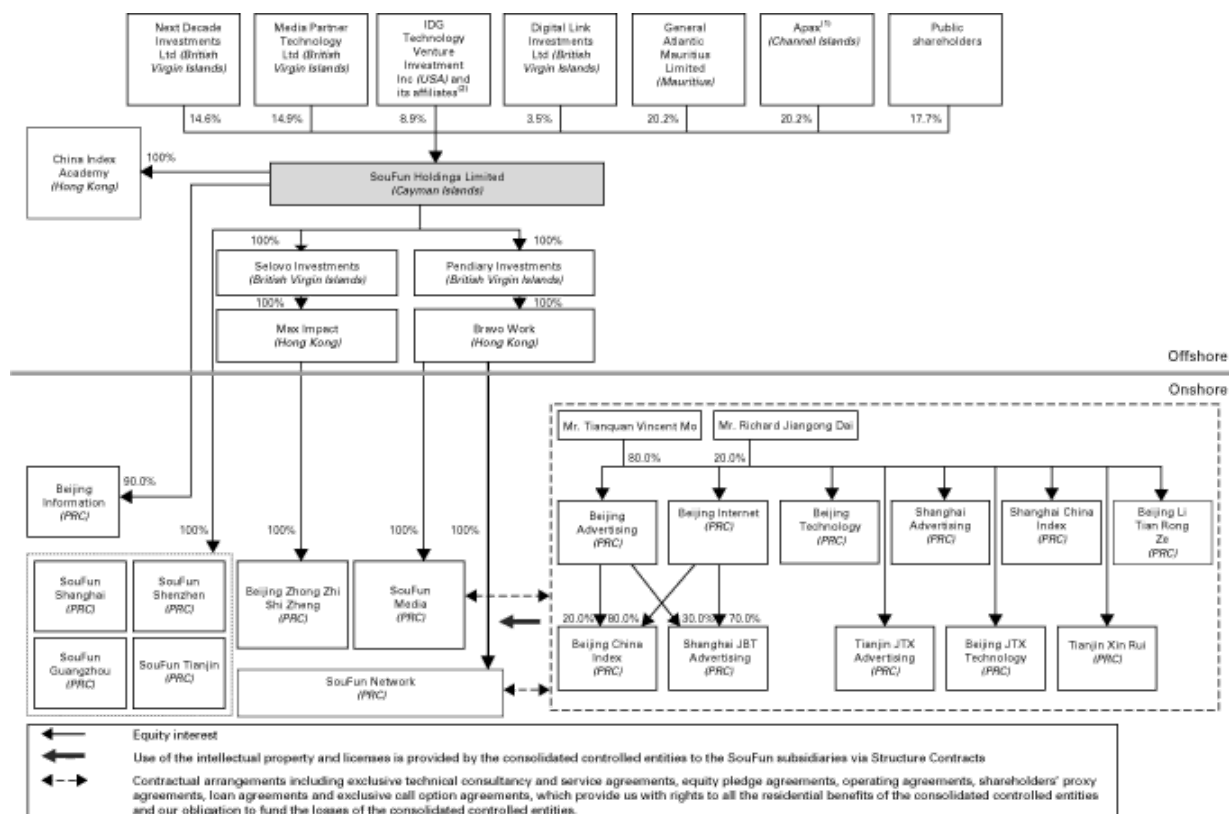 Next Decade
Investments
Ltd (British
Virgin Islands)
Media Partner
Technology
Ltd (British
Virgin Islands)
IDG
Technology
Venture
Investment
Inc (USA) and
its affiliates(2)
Digital Link
Investments
Ltd (British
Virgin Islands)
General
Atlantic
Mauritius
Limited
(Mauritius)
Apax(1)
(Channel Islands)
Public
shareholders
14.6%
14.9%
8.9%
3.5%
20.2%
20.2%
17.7%
China Index
Academy
(Hong Kong)
100%
SouFun Holdings Limited
(Cayman Islands)
100%
100%
Selovo Investments
(British Virgin Islands)
Pendiary Investments
(British Virgin Islands)
100%
100%
Max Impact
(Hong Kong)
Bravo Work
(Hong Kong)
Offshore
Onshore
Mr. Tianquan Vincent Mo
Mr. Richard Jiangong Dai
80.0%
20.0%
Beijing
Information
(PRC)
90.0%
Beijing
Advertising
(PRC)
Beijing Internet
(PRC)
Beijing
Technology
(PRC)
Shanghai
Advertising
(PRC)
Shanghai China
Index
(PRC)
Beijing Li
Tian Rong
Ze
(PRC)
100%
100%
100%
100%
SouFun
Shanghai
(PRC)
SouFun
Shenzhen
(PRC)
Beijing Zhong Zhi
Shi Zheng
(PRC)
SouFun
Media
(PRC)
20.0%
80.0%
30.0%
70.0%
SouFun
Guangzhou
(PRC)
SouFun Tianjin
(PRC)
Beijing China
Index
(PRC)
Shanghai JBT
Advertising
(PRC)
Tianjin JTX
Advertising
(PRC)
Beijing JTX
Technology
(PRC)
Tianjin Xin Rui
(PRC)
SouFun Network
(PRC)
Equity interest
Use of the intellectual property and licenses is provided by the consolidated controlled entities to the SouFun subsidiaries via Structure Contracts
Contractual arrangements including exclusive technical consultancy and service agreements, equity pledge agreements, operating agreements, shareholders' proxy
agreements, loan agreements and exclusive call option agreements, which provide us with rights to all the residential benefits of the consolidated controlled entities
and our obligation to fund the losses of the consolidated controlled entities.